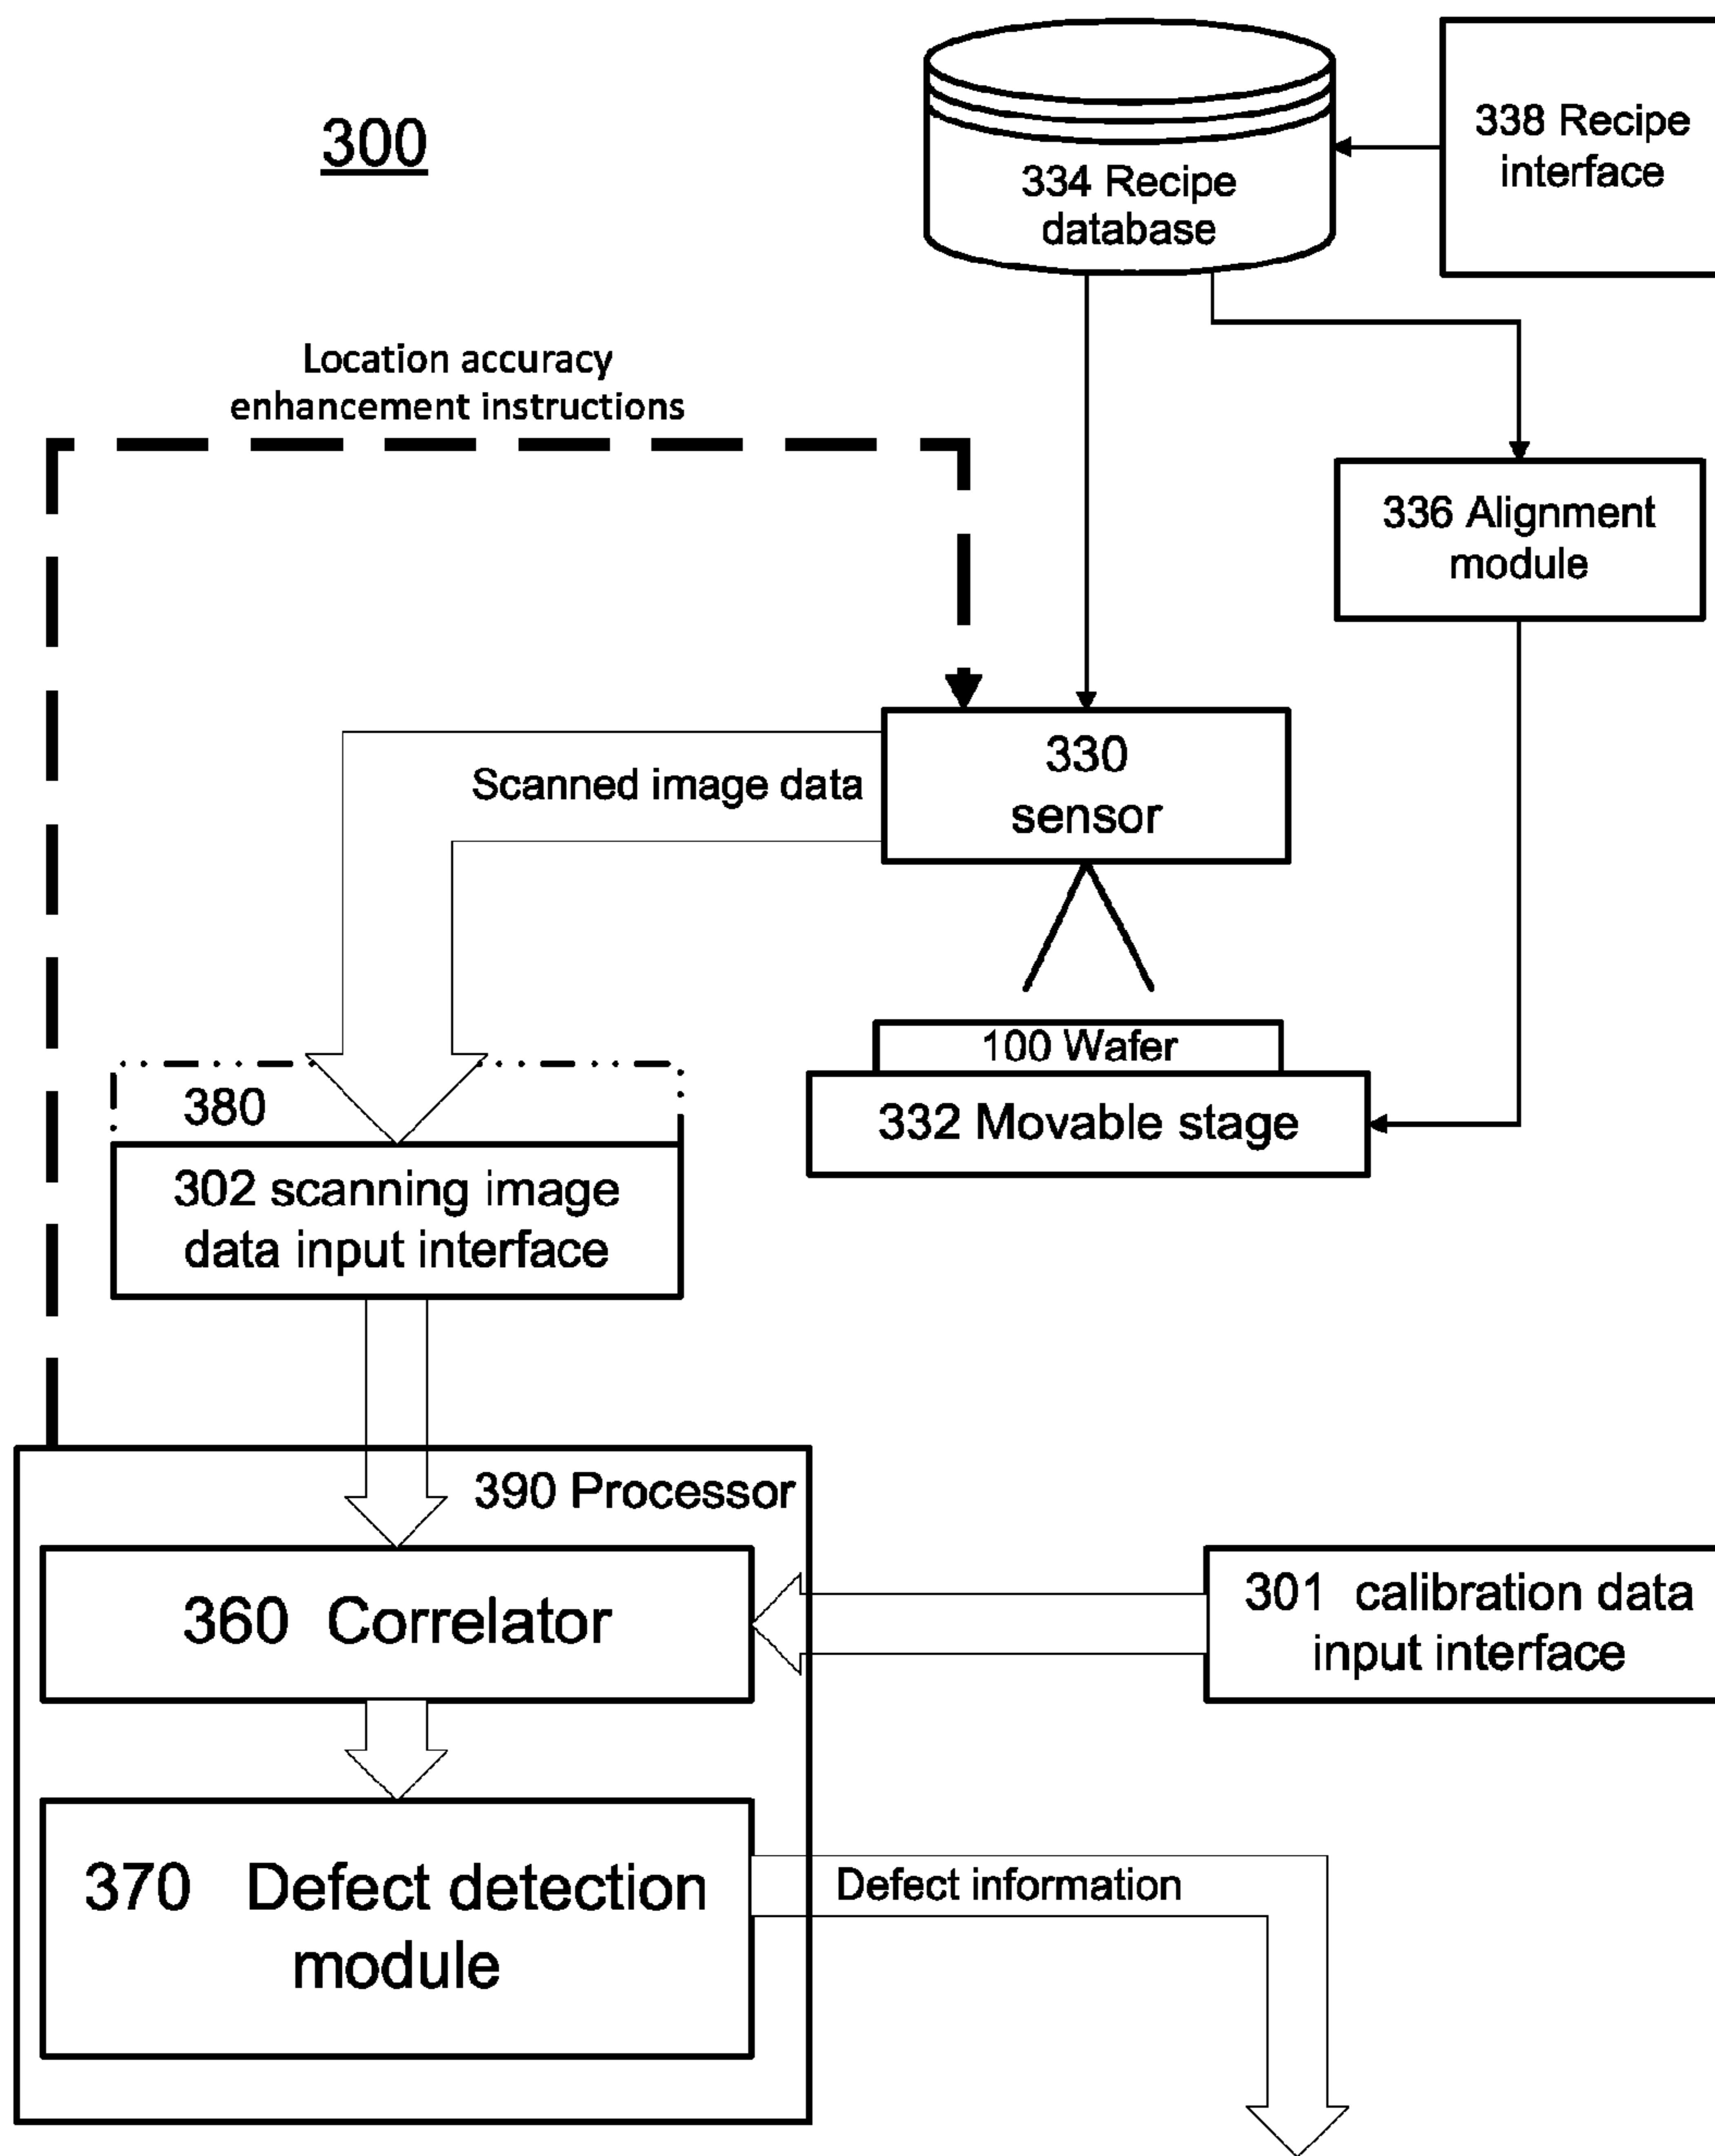 300
334 Recipe
database
338 Recipe
interface
Location accuracy
enhancement instructions
336 Alignment
module
Scanned image data
330
sensor
100 Wafer
332 Movable stage
380
302 scanning image
data input interface
390 Processor
360 Correlator
301 calibration data
input interface
370 Defect detection
module
Defect information